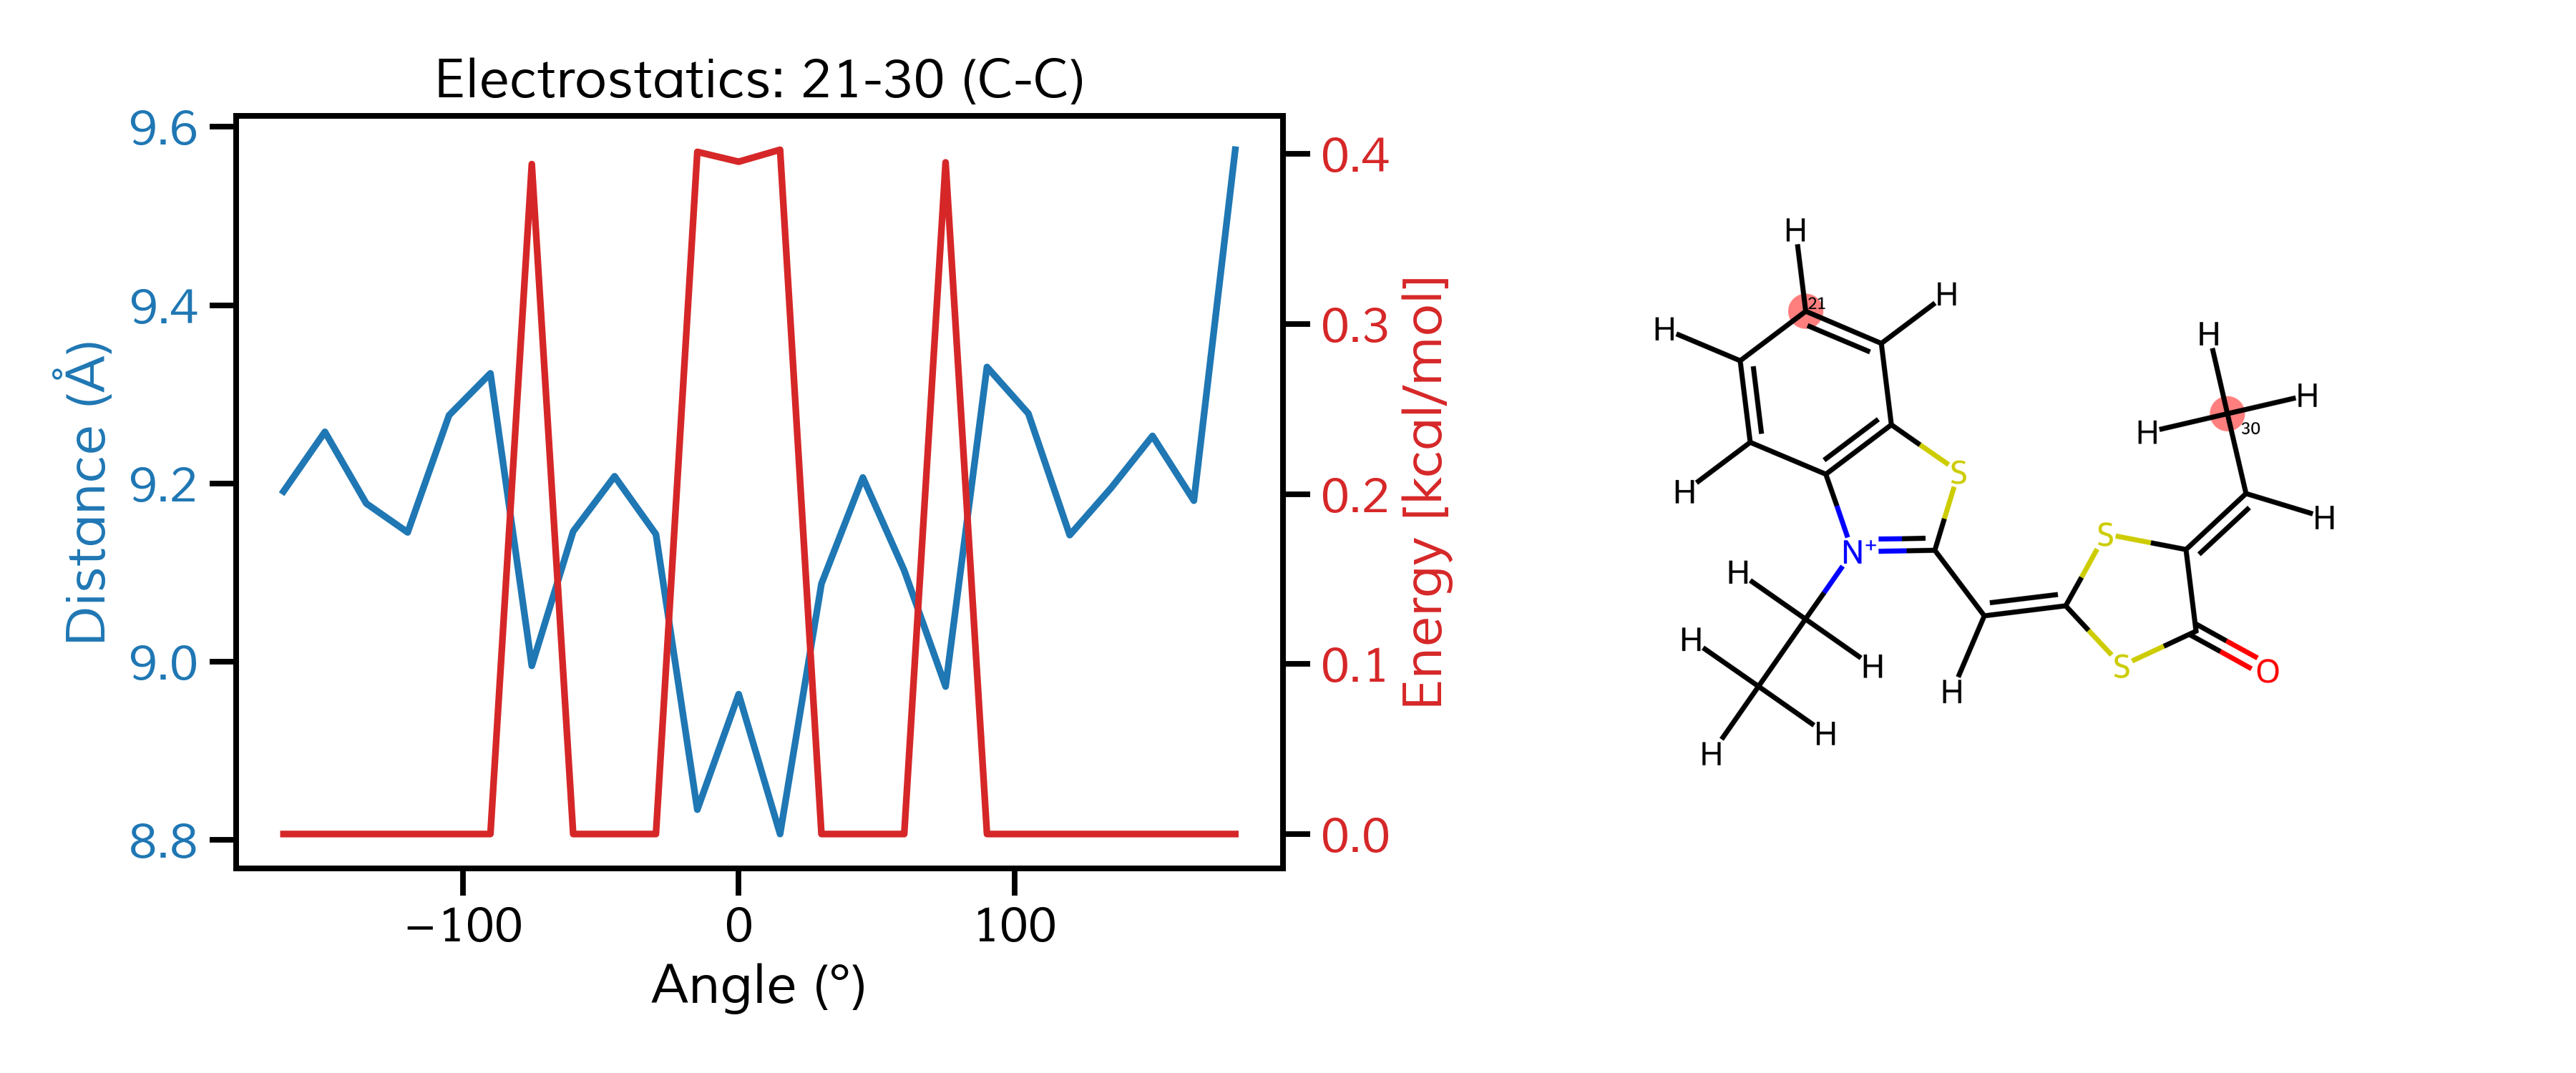 Electrostatics: 21-30 (C-C)
9.6
9.4
9.2
9.0
8.8
Distance (Å)
0.4
0.3
0.2
0.1
0.0
Energy [kcal/mol]
−100
0
100
Angle (°)
H
21
H
H
H
H
H
H
30
S
H
S
N+
H
H
H
S
O
H
H
H